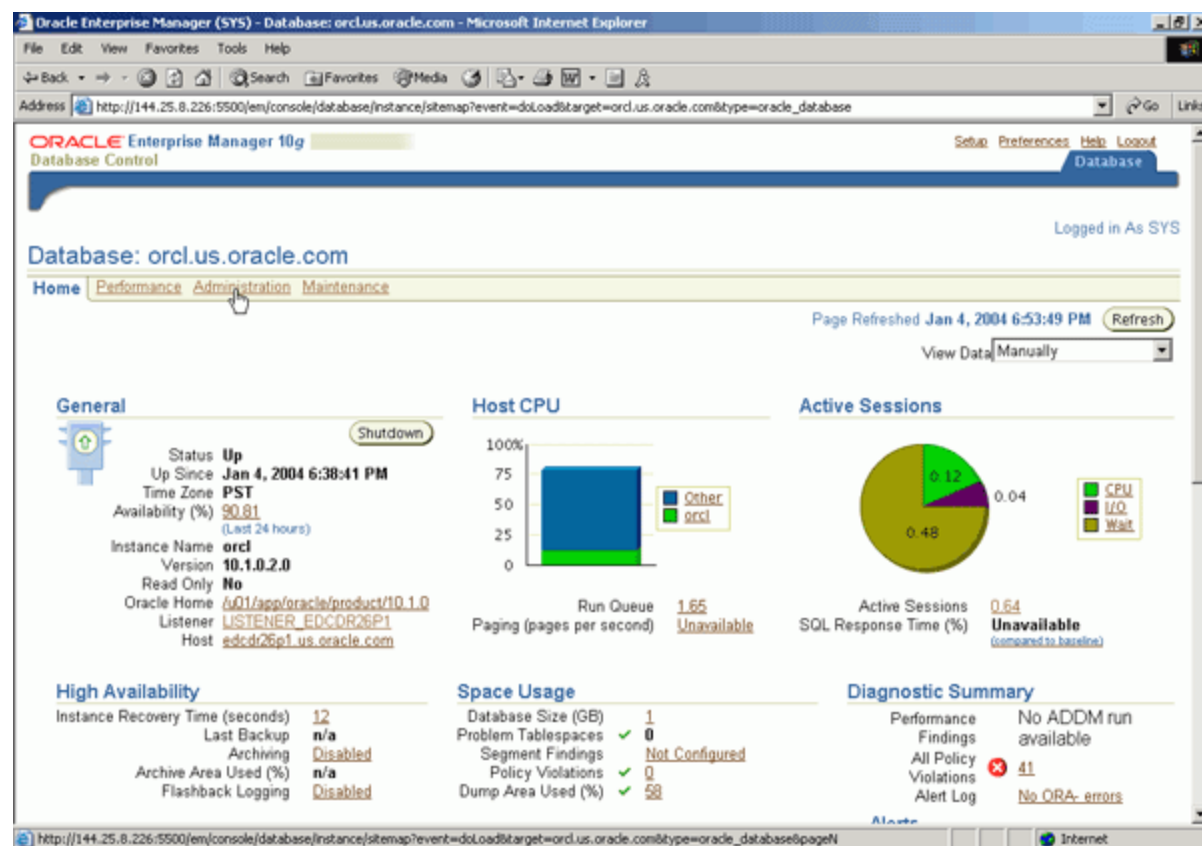 Oracle Enterprise Manager (SYS) - Database: orcl.us.oracle.com - Microsoft Internet Explorer
File Edit View Favorites Tools Help
Back Search Favorites Media
Address http://144.25.8.226:5500/em/console/database/instance/sitemap?event=doLoad&target=orcl.us.oracle.com&type=oracle_database Go Links
ORACLE Enterprise Manager 10g
Setup Preferences Help Logout
Database Control
Database
Logged in As SYS
Database: orcl.us.oracle.com
Home Performance Administration Maintenance
Page Refreshed Jan 4, 2004 6:53:49 PM Refresh
View Data Manually
General
Shutdown
Status Up
Up Since Jan 4, 2004 6:38:41 PM
Time Zone PST
Availability (%) 90.81
(Last 24 hours)
Instance Name orcl
Version 10.1.0.2.0
Read Only No
Oracle Home /u01/app/oracle/product/10.1.0
Listener LISTENER_EDCDR26P1
Host edcdr26p1.us.oracle.com
Host CPU
100%
75
50
25
0
Other
orcl
Run Queue 1.65
Paging (pages per second) Unavailable
Active Sessions
0.12
0.04
0.48
CPU
I/O
Wait
Active Sessions 0.64
SQL Response Time (%) Unavailable
(compared to baseline)
High Availability
Instance Recovery Time (seconds) 12
Last Backup n/a
Archiving Disabled
Archive Area Used (%) n/a
Flashback Logging Disabled
Space Usage
Database Size (GB) 1
Problem Tablespaces 0
Segment Findings Not Configured
Policy Violations 0
Dump Area Used (%) 58
Diagnostic Summary
Performance Findings No ADDM run available
All Policy Violations 41
Alert Log No ORA- errors
Alerts
http://144.25.8.226:5500/em/console/database/instance/sitemap?event=doLoad&target=orcl.us.oracle.com&type=oracle_database&pageN
Internet